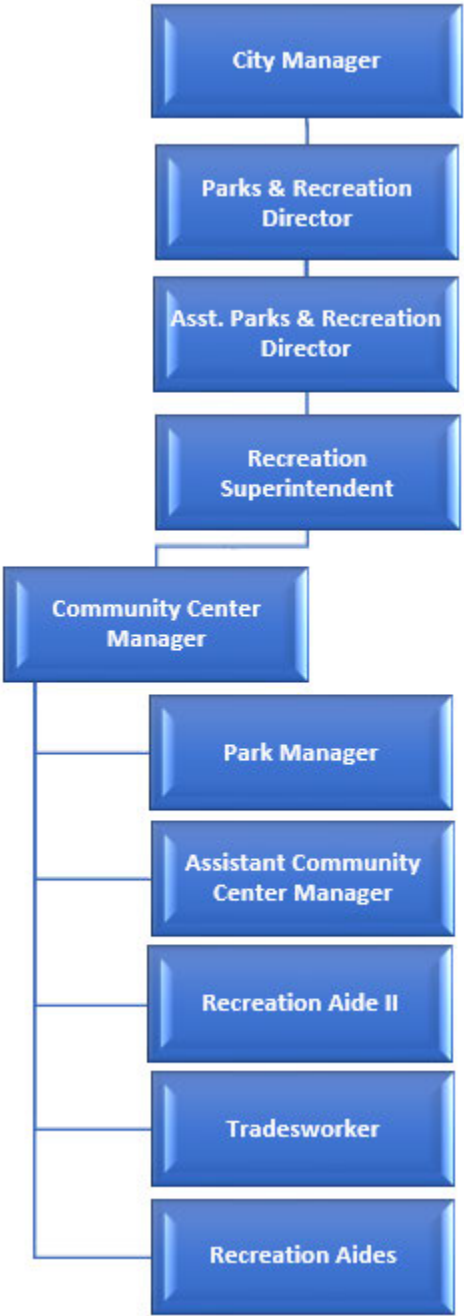 City Manager
Parks & Recreation
Director
Asst. Parks & Recreation
Director
Recreation
Superintendent
Community Center
Manager
Park Manager
Assistant Community
Center Manager
Recreation Aide II
Tradesworker
Recreation Aides